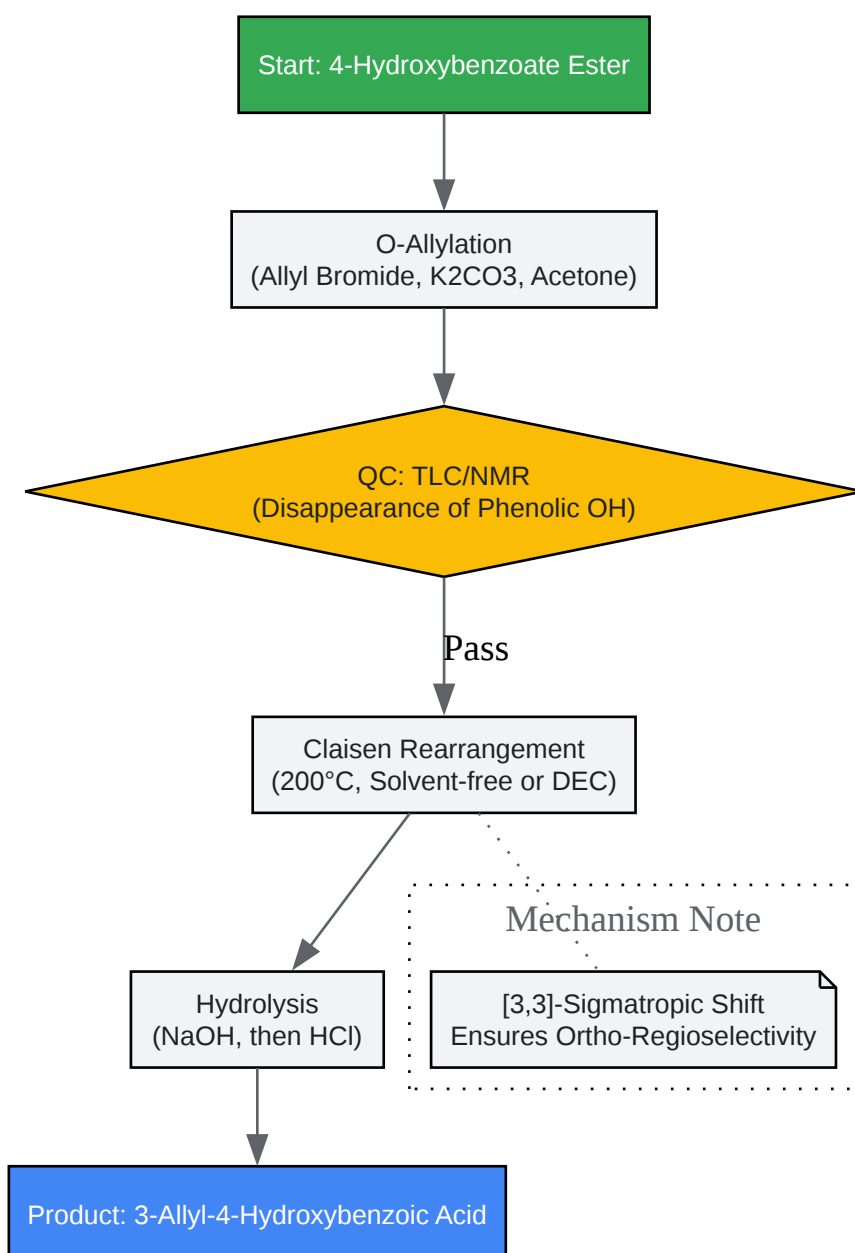 Start: 4-Hydroxybenzoate Ester
O-Allylation
(Allyl Bromide, K2CO3, Acetone)
QC: TLC/NMR
(Disappearance of Phenolic OH)
Pass
Claisen Rearrangement
(200°C, Solvent-free or DEC)
Mechanism Note
[3,3]-Sigmatropic Shift
Ensures Ortho-Regioselectivity
Hydrolysis
(NaOH, then HCl)
Product: 3-Allyl-4-Hydroxybenzoic Acid